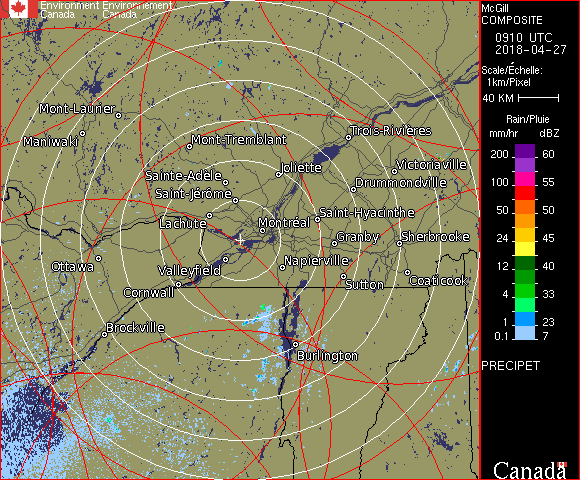 Environment Environnement
Canada Canada
McGill
COMPOSITE
0910 UTC
2018-04-27
Scale/Échelle:
1km/Pixel
40 KM
Rain/Pluie
mm/hr dBZ
200 60
100 55
50 50
24 45
12 40
4 33
1 23
0.1 7
PRECIPET
Canada
Mont-Laurier
Maniwaki
Mont-Tremblant
Trois-Rivières
Joliette
Victoriaville
Sainte-Adèle
Drummondville
Saint-Jérôme
Lachute
Saint-Hyacinthe
Montréal
Granby
Sherbrooke
Ottawa
Valleyfield
Napierville
Cornwall
Sutton
Coaticook
Brockville
Burlington